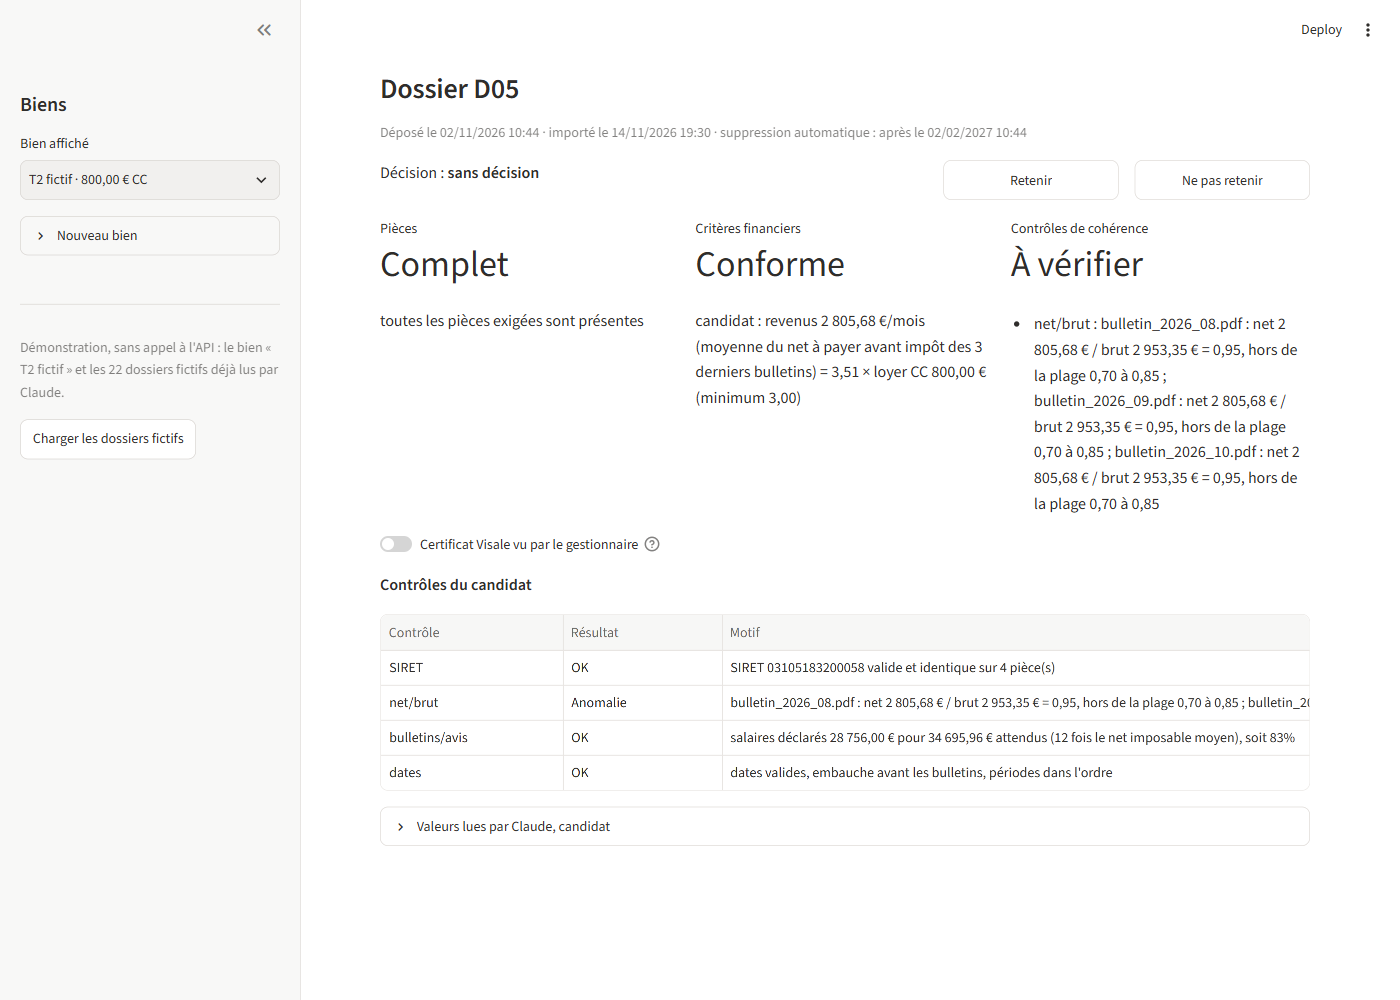 Deploy
Biens
Bien affiché
T2 fictif · 800,00 € CC
Nouveau bien
Démonstration, sans appel à l'API : le bien «
T2 fictif » et les 22 dossiers fictifs déjà lus par
Claude.
Charger les dossiers fictifs
Dossier D05
Déposé le 02/11/2026 10:44 · importé le 14/11/2026 19:30 · suppression automatique : après le 02/02/2027 10:44
Décision : sans décision
Retenir
Ne pas retenir
Pièces
Complet
toutes les pièces exigées sont présentes
Critères financiers
Conforme
candidat : revenus 2 805,68 €/mois
(moyenne du net à payer avant impôt des 3
derniers bulletins) = 3,51 × loyer CC 800,00 €
(minimum 3,00)
Contrôles de cohérence
À vérifier
net/brut : bulletin_2026_08.pdf : net 2
805,68 € / brut 2 953,35 € = 0,95, hors de
la plage 0,70 à 0,85 ;
bulletin_2026_09.pdf : net 2 805,68 € /
brut 2 953,35 € = 0,95, hors de la plage
0,70 à 0,85 ; bulletin_2026_10.pdf : net 2
805,68 € / brut 2 953,35 € = 0,95, hors de
la plage 0,70 à 0,85
Certificat Visale vu par le gestionnaire
Contrôles du candidat
Contrôle Résultat Motif
SIRET OK SIRET 03105183200058 valide et identique sur 4 pièce(s)
net/brut Anomalie bulletin_2026_08.pdf : net 2 805,68 € / brut 2 953,35 € = 0,95, hors de la plage 0,70 à 0,85 ; bulletin_20
bulletins/avis OK salaires déclarés 28 756,00 € pour 34 695,96 € attendus (12 fois le net imposable moyen), soit 83%
dates OK dates valides, embauche avant les bulletins, périodes dans l'ordre
Valeurs lues par Claude, candidat